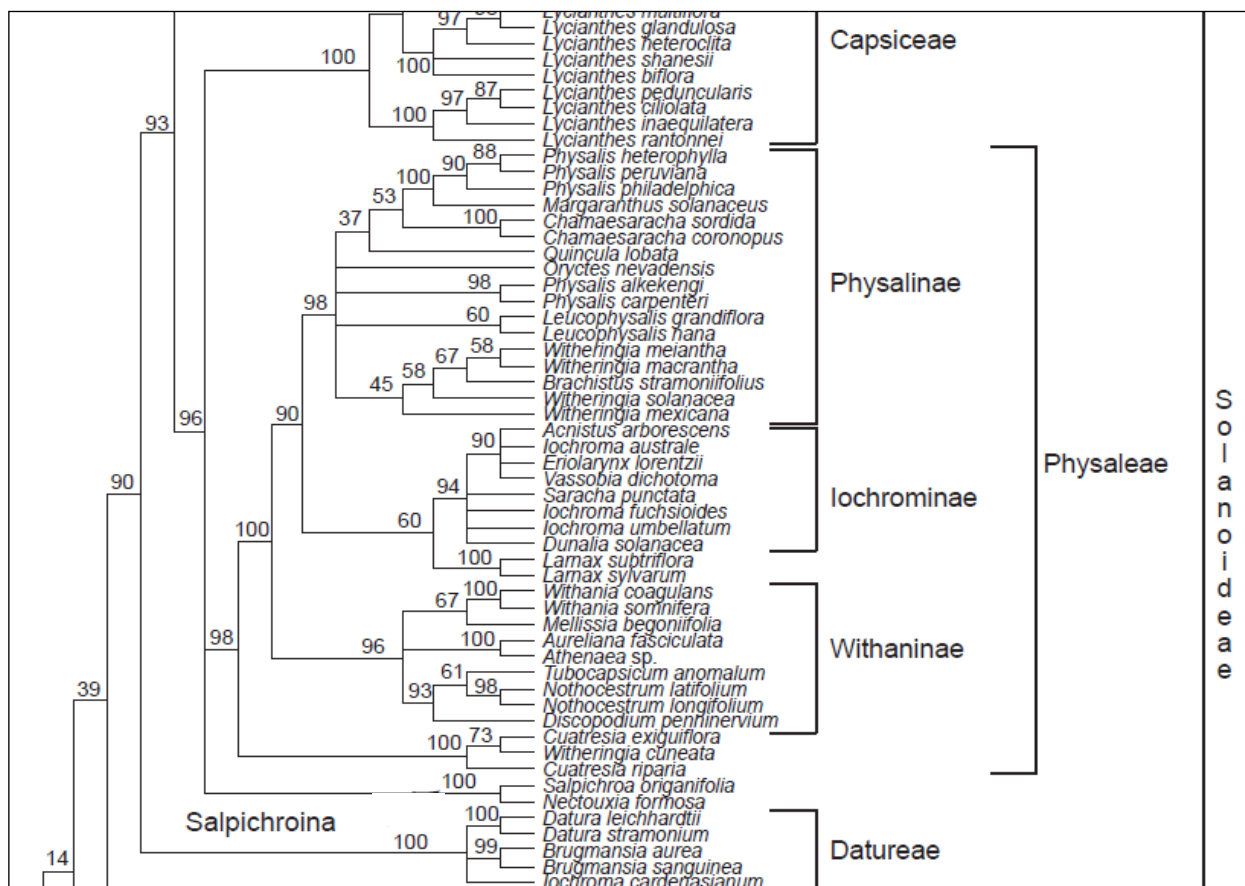 Lycianthes multiflora
97 Lycianthes glandulosa
Lycianthes heteroclita
100 Lycianthes shanesii
100 Lycianthes biflora
87 Lycianthes peduncularis
97 Lycianthes ciliolata
100 Lycianthes inaequilatera
Lycianthes rantonnei
Capsiceae
93
88 Physalis heterophylla
90 Physalis peruviana
100 Physalis philadelphica
53 Margaranthus solanaceus
100 Chamaesaracha sordida
37 Chamaesaracha coronopus
Quincula lobata
Oryctes nevadensis
98 Physalis alkekengi
98 Physalis carpenteri
60 Leucophysalis grandiflora
Leucophysalis nana
58 Witheringia meiantha
67 Witheringia macrantha
58 Brachistus stramoniifolius
45 Witheringia solanacea
Witheringia mexicana
Physalinae
96
90
90 Acnistus arborescens
Iochroma australe
Eriolarynx lorentzii
Vassobia dichotoma
94 Saracha punctata
Iochroma fuchsioides
60 Iochroma umbellatum
Dunalia solanacea
100 Larnax subtriflora
Larnax sylvarum
Iochrominae
Physaleae
90
100
100 Withania coagulans
67 Withania somnifera
Mellissia begoniifolia
96 100 Aureliana fasciculata
Athenaea sp.
61 Tubocapsicum anomalum
93 98 Nothocestrum latifolium
Nothocestrum longifolium
Discopodium penninervium
Withaninae
98
39
73 Cuatresia exiguiflora
100 Witheringia cuneata
Cuatresia riparia
100 Salpichroa origanifolia
Nectouxia formosa
Salpichroina
100 Datura leichhardtii
Datura stramonium
100 99 Brugmansia aurea
Brugmansia sanguinea
Iochroma cardenasianum
Datureae
14
Solanoideae